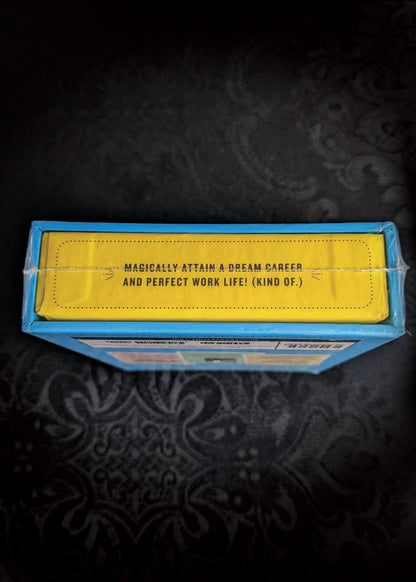 MAGICALLY ATTAIN A DREAM CAREER
AND PERFECT WORK LIFE! (KIND OF.)